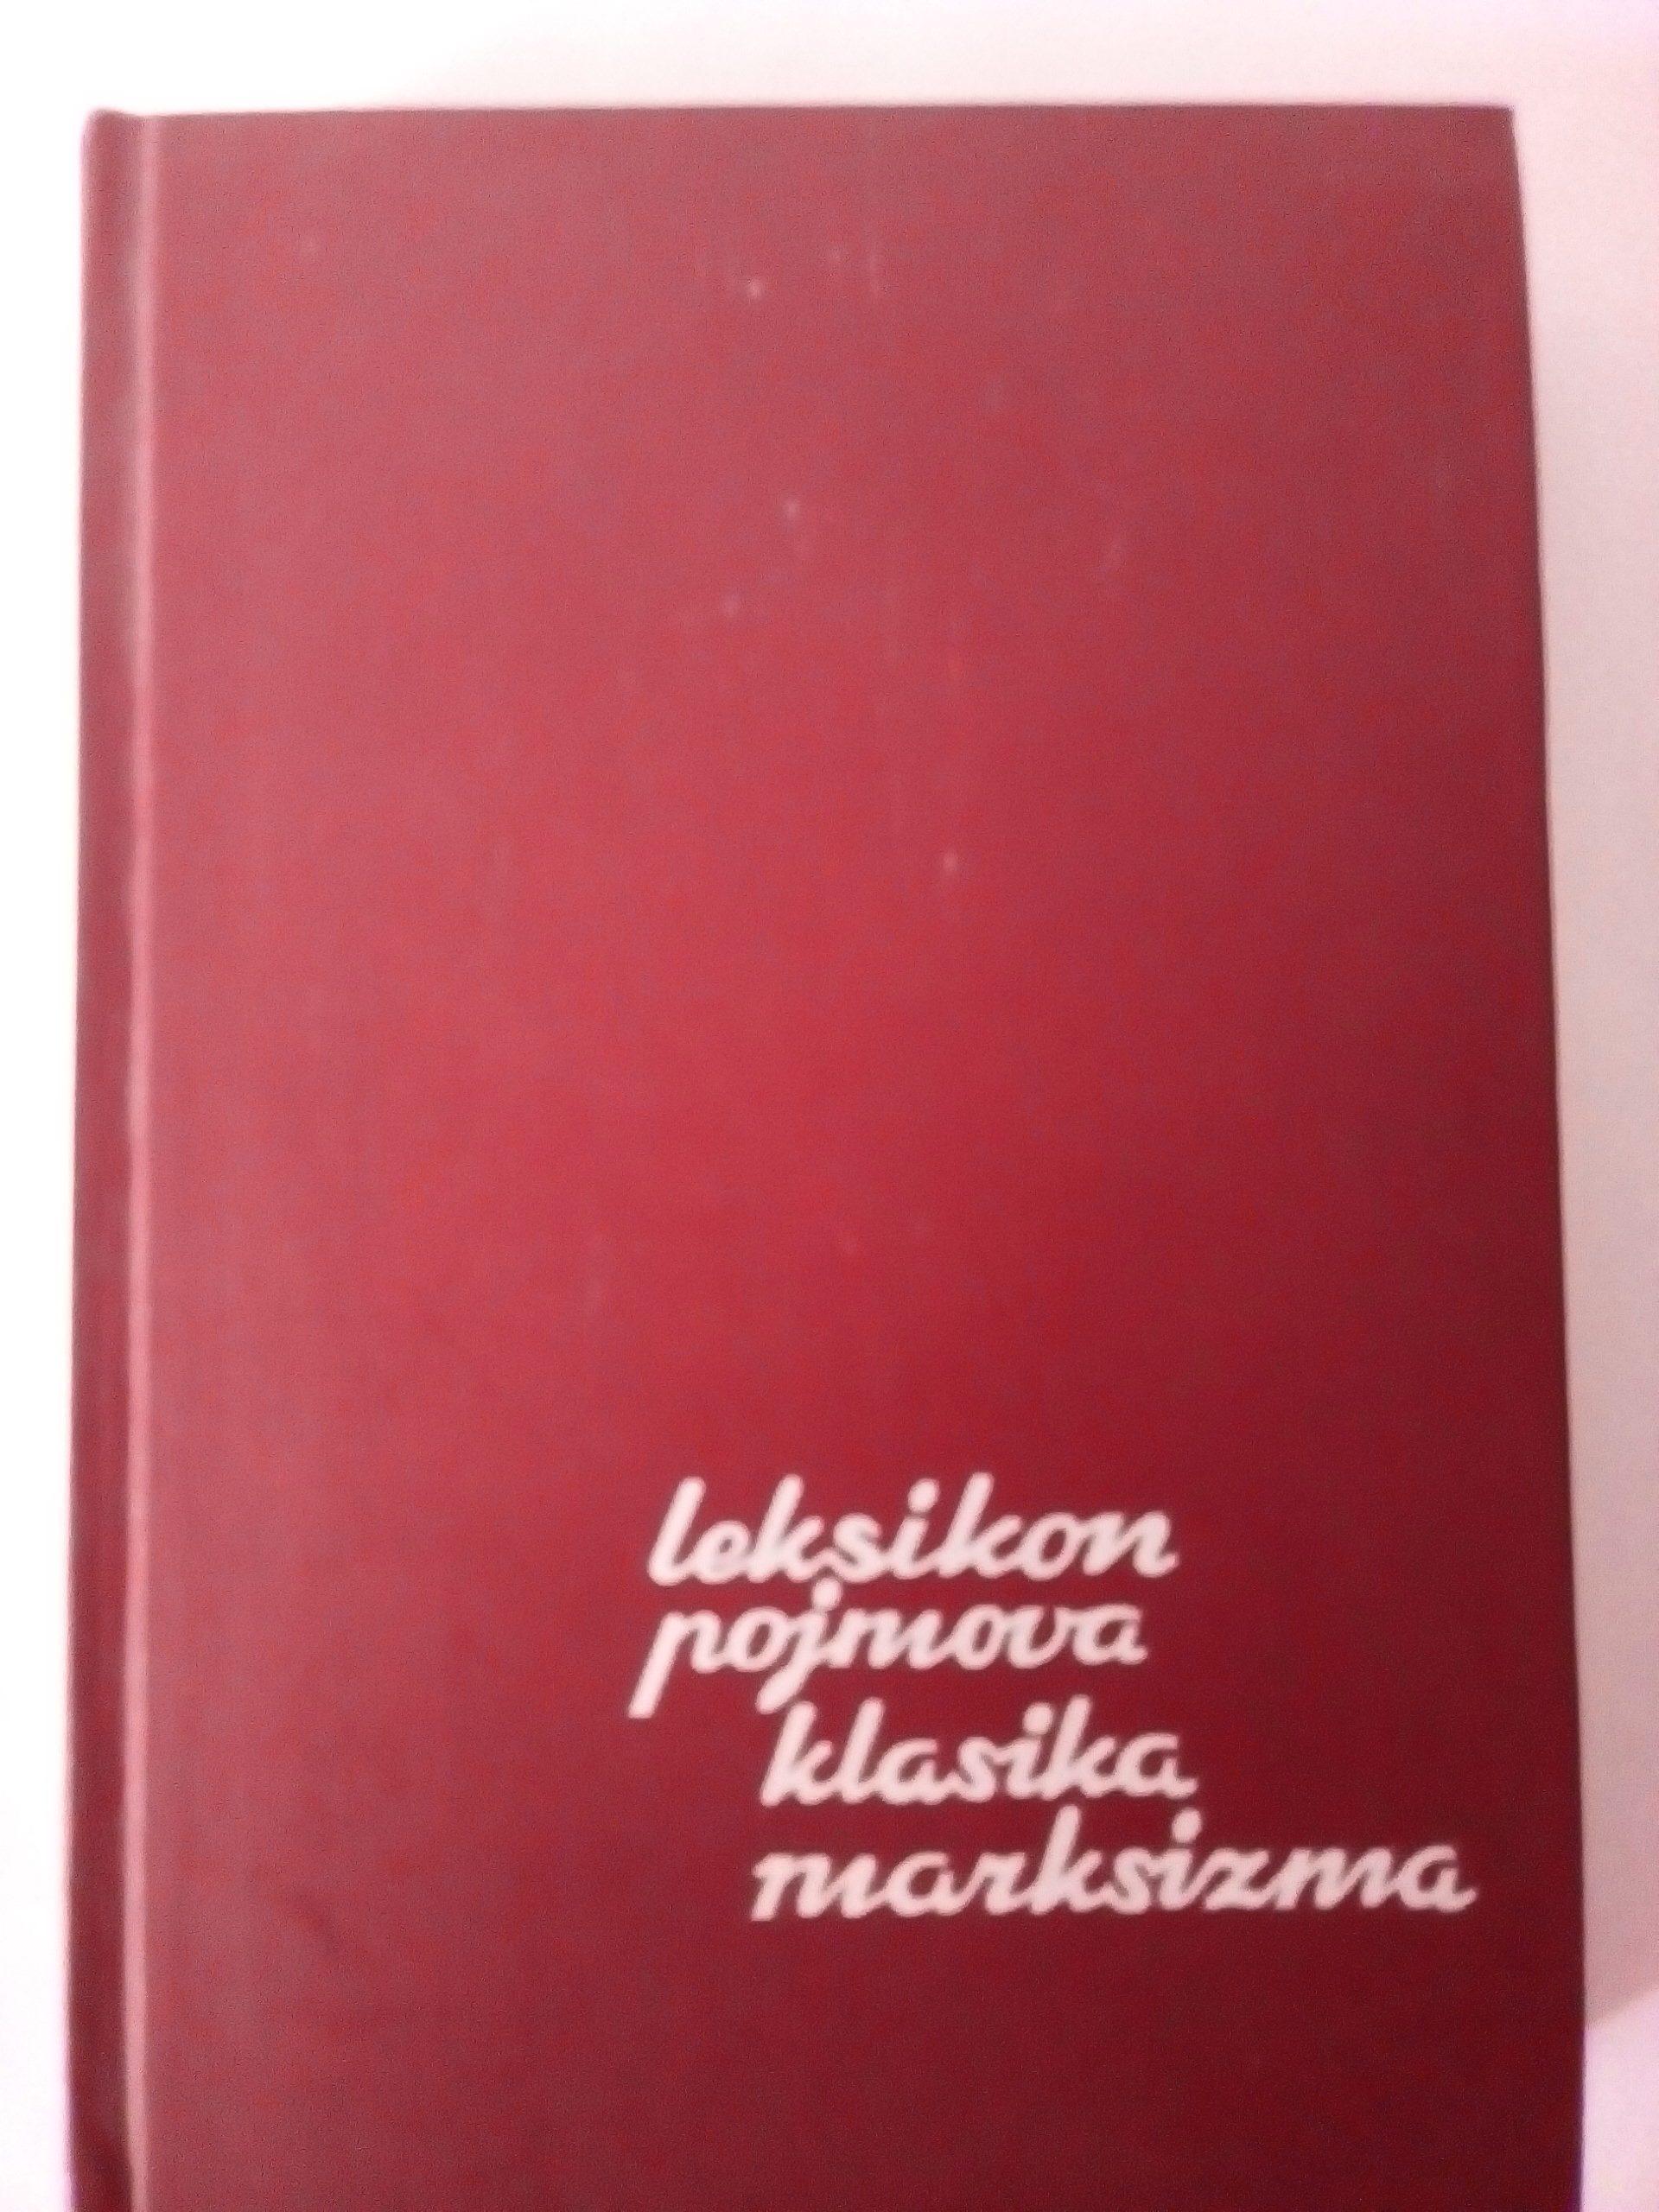 leksikon
pojmova
klasika
marksizma